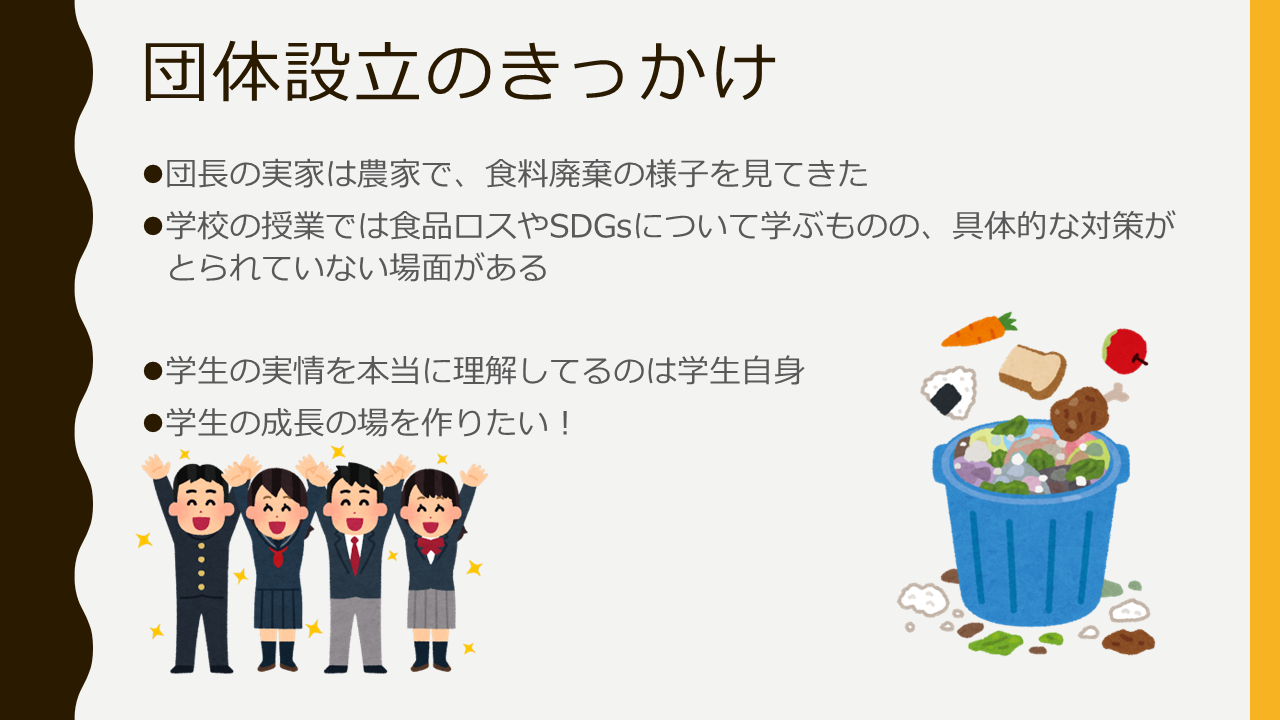 団体設立のきっかけ
●団長の実家は農家で、食料廃棄の様子を見てきた
●学校の授業では食品ロスやSDGsについて学ぶものの、具体的な対策が
とられていない場面がある
●学生の実情を本当に理解してるのは学生自身
●学生の成長の場を作りたい！